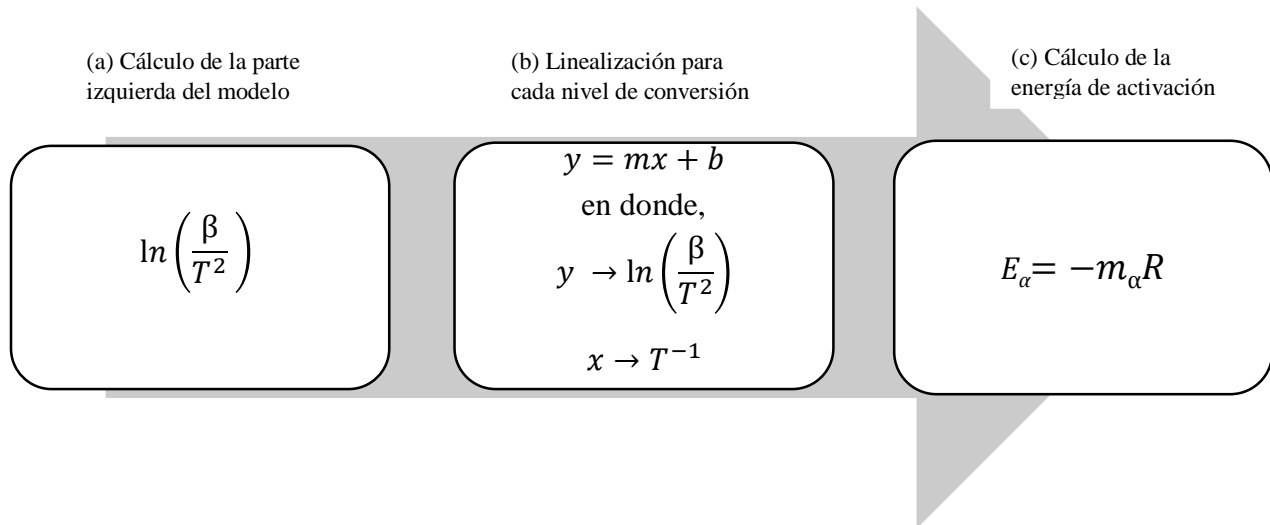 (a) Cálculo de la parte
izquierda del modelo
ln(β/T²)
(b) Linealización para
cada nivel de conversión
y = mx + b
en donde,
y → ln(β/T²)
x → T⁻¹
(c) Cálculo de la
energía de activación
E_α = −m_αR